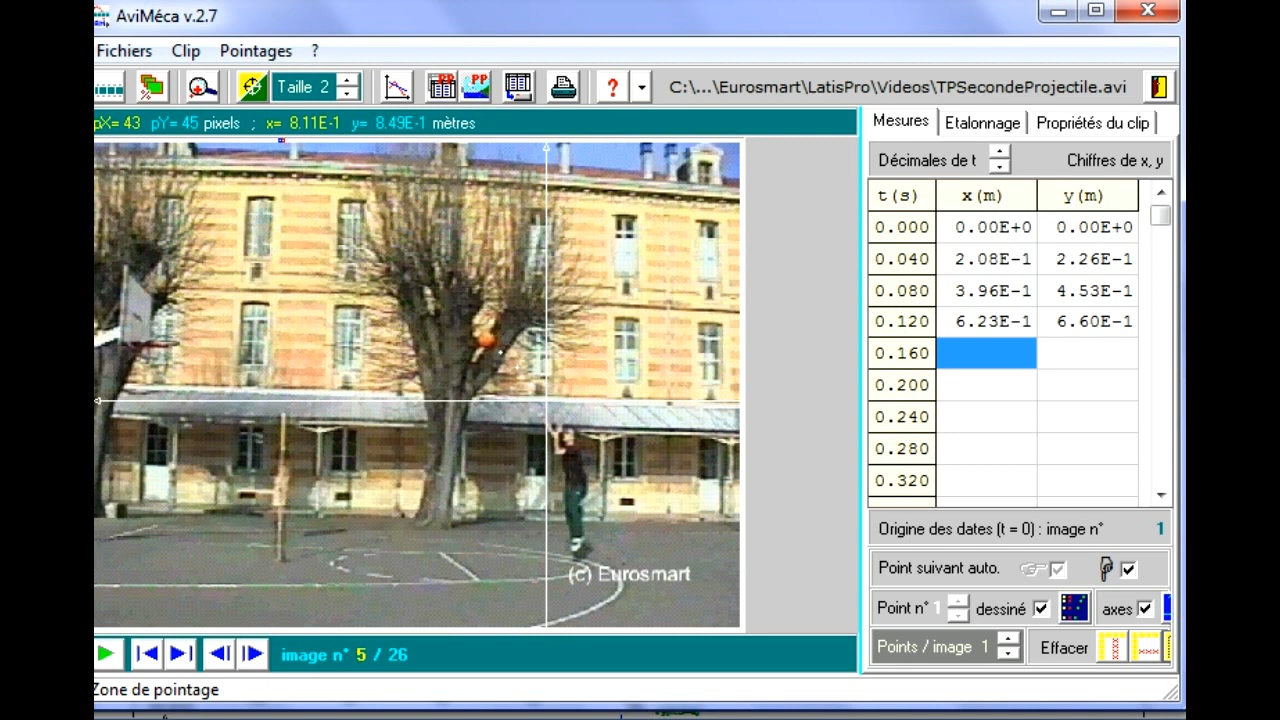 AviMéca v.2.7
Fichiers Clip Pointages ?
Taille 2 C:\...\Eurosmart\LatisPro\Videos\TPSecondeProjectile.avi
pX= 43 pY= 45 pixels ; x= 8.11E-1 y= 8.49E-1 mètres
Mesures Etalonnage Propriétés du clip
Décimales de t Chiffres de x, y
t(s) x(m) y(m)
0.000 0.00E+0 0.00E+0
0.040 2.08E-1 2.26E-1
0.080 3.96E-1 4.53E-1
0.120 6.23E-1 6.60E-1
0.160
0.200
0.240
0.280
0.320
Origine des dates (t = 0) : image n° 1
Point suivant auto.
Point n° 1 dessiné axes
Points / image 1 Effacer
(c) Eurosmart
image n° 5 / 26
Zone de pointage